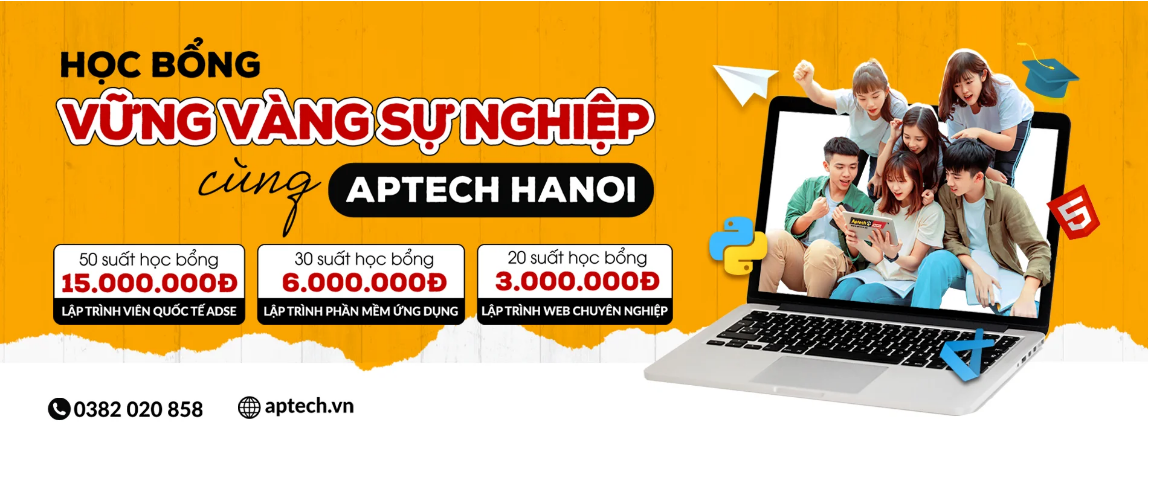 HỌC BỔNG
VỮNG VÀNG SỰ NGHIỆP
cùng APTECH HANOI
50 suất học bổng
15.000.000Đ
LẬP TRÌNH VIÊN QUỐC TẾ ADSE
30 suất học bổng
6.000.000Đ
LẬP TRÌNH PHẦN MỀM ỨNG DỤNG
20 suất học bổng
3.000.000Đ
LẬP TRÌNH WEB CHUYÊN NGHIỆP
Aptech
5
0382 020 858
aptech.vn